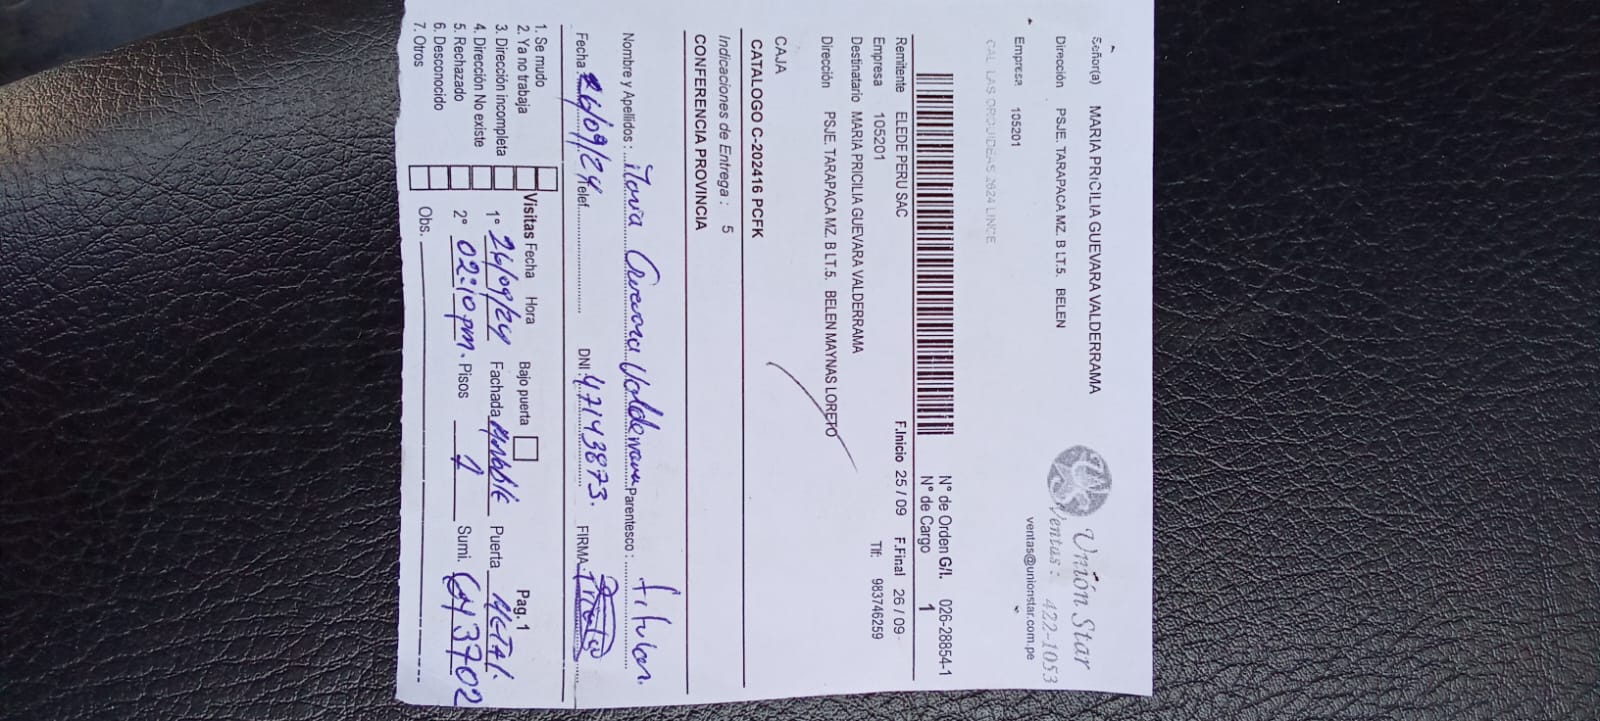 Señor(a) MARIA PRICILIA GUEVARA VALDERRAMA
Dirección PSJE. TARAPACA MZ. B LT.5. BELEN
Empresa 105201
Unión Star
Ventas : 422-1053
ventas@unionstar.com.pe
CAL LAS ORQUIDEAS 2624 LINCE
N° de Orden G/I. 026-28854-1
N° de Cargo 1
Remitente ELEDE PERU SAC F.Inicio 25 / 09 F.Final 26 / 09
Empresa 105201 Tlf: 983746259
Destinatario MARIA PRICILIA GUEVARA VALDERRAMA
Dirección PSJE. TARAPACA MZ. B LT.5. BELEN MAYNAS LORETO
CAJA
CATALOGO C-202416 PCFK
Indicaciones de Entrega : 5
CONFERENCIA PROVINCIA
Nombre y Apellidos : Maria Guevara Valderrama Parentesco : titular.
Fecha: 26/09/24 Telef. DNI: 47143873. FIRMA:
1. Se mudo
2. Ya no trabaja
3. Dirección incompleta
4. Dirección No existe
5. Rechazado
6. Desconocido
7. Otros
Visitas Fecha Hora Bajo puerta Pag. 1
1° 26/09/24 Fachada Puerta METAL.
2° 02:10 pm. Pisos 1 Sumi.
Obs.